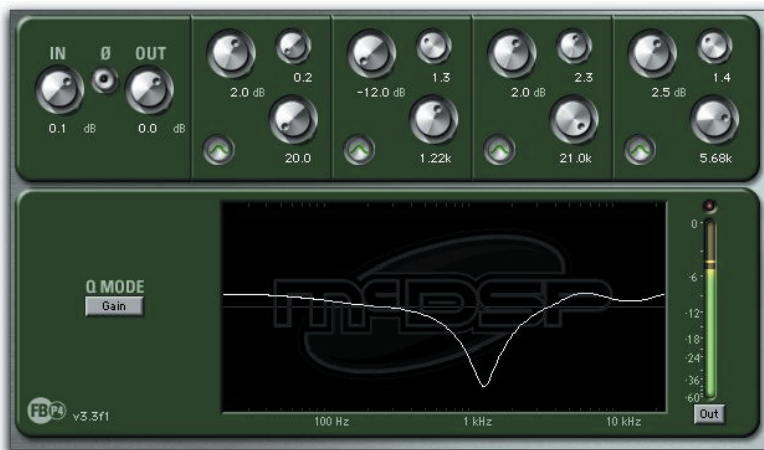 IN Ø OUT
0.1 dB 0.0 dB
2.0 dB 0.2
20.0
-12.0 dB 1.3
1.22k
2.0 dB 2.3
21.0k
2.5 dB 1.4
5.68k
Q MODE
Gain
McDSP
100 Hz 1 kHz 10 kHz
0
-6
-12
-18
-24
-36
-60
Out
FB P4 v3.3f1